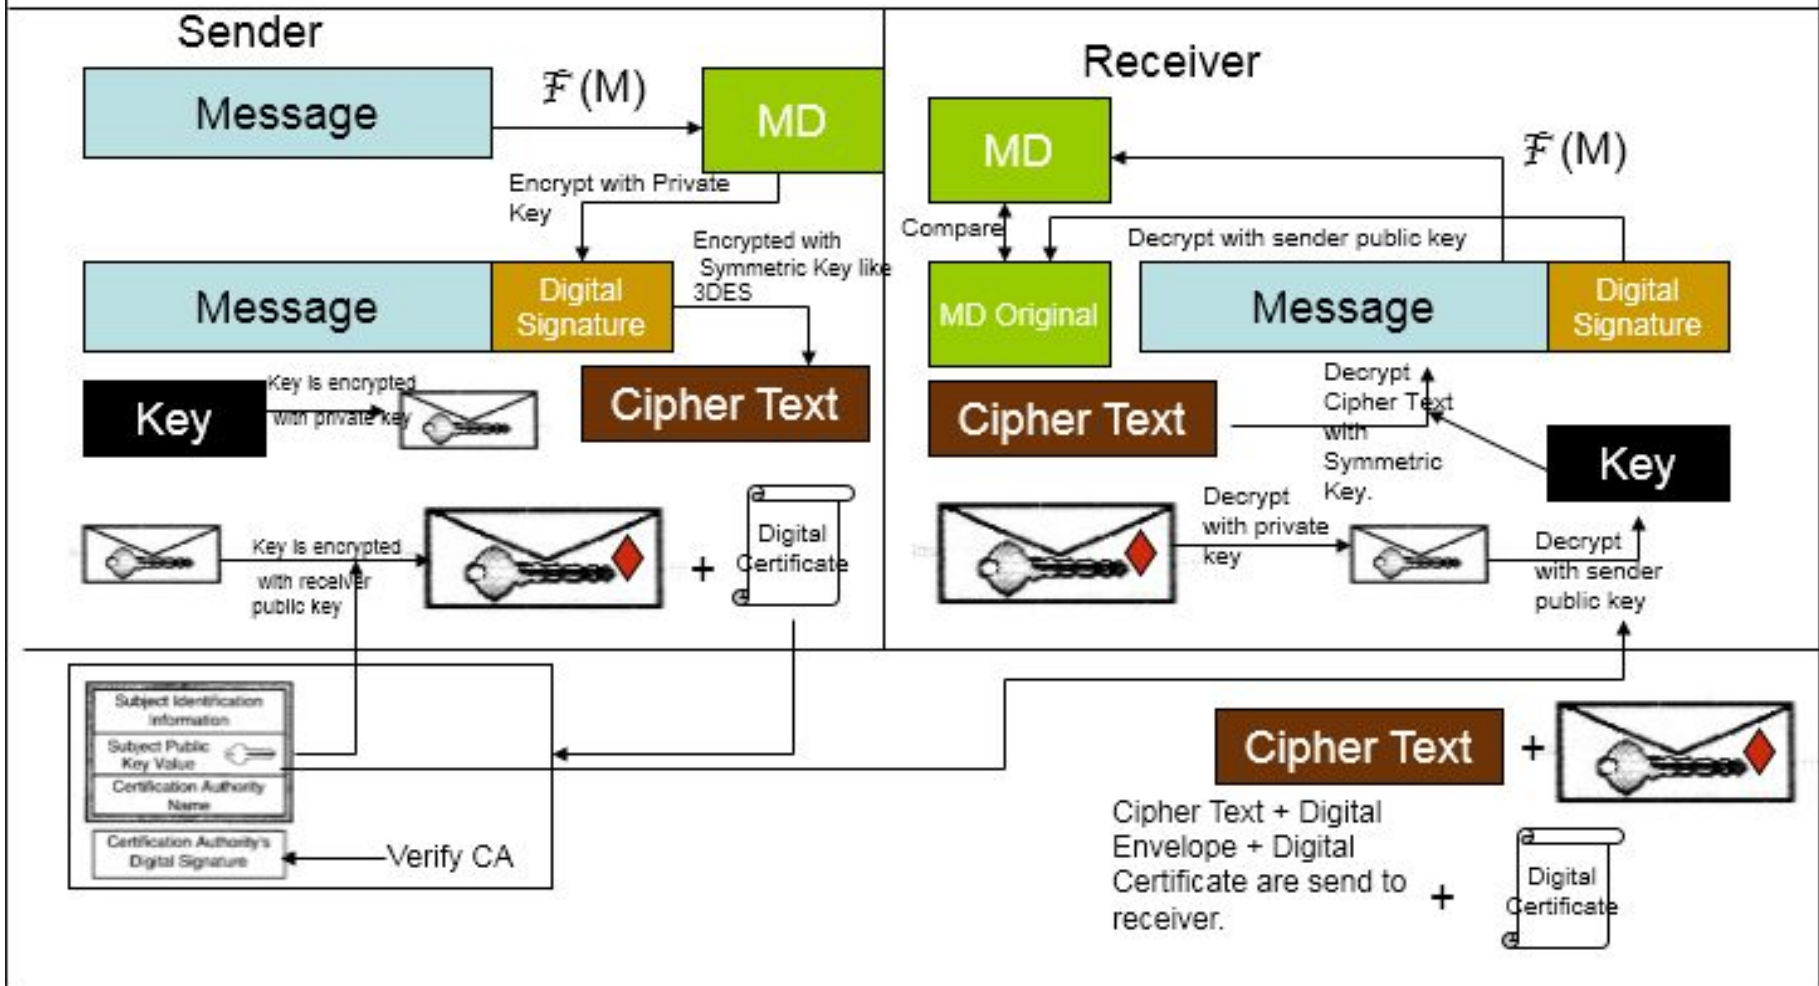 Sender
Message
ℱ(M)
MD
Encrypt with Private
Key
Encrypted with
Symmetric Key like
3DES
Message
Digital
Signature
Key
Key is encrypted
with private key
Cipher Text
Key is encrypted
with receiver
public key
+
Digital
Certificate
Receiver
MD
ℱ(M)
Compare
Decrypt with sender public key
MD Original
Message
Digital
Signature
Cipher Text
Decrypt
Cipher Text
with
Symmetric
Key.
Key
Decrypt
with private
key
Decrypt
with sender
public key
Subject Identification
Information
Subject Public
Key Value
Certification Authority
Name
Certification Authority's
Digital Signature
Verify CA
Cipher Text
+
Cipher Text + Digital
Envelope + Digital
Certificate are send to
receiver.
+
Digital
Certificate